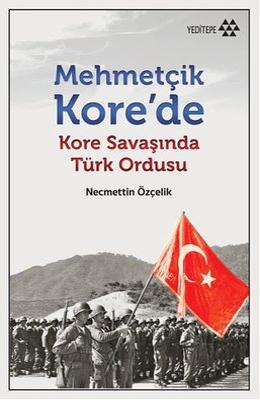 YEDİTEPE
Mehmetçik
Kore'de
Kore Savaşında
Türk Ordusu
Necmettin Özçelik